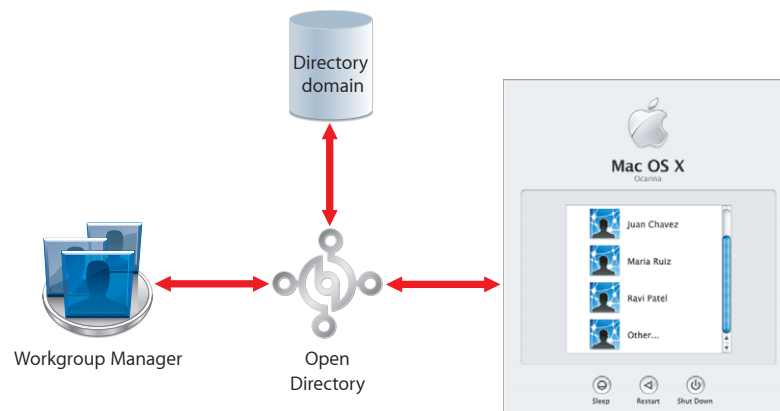 Directory
domain
Mac OS X
Ocarina
Juan Chavez
Maria Ruiz
Ravi Patel
Other...
Workgroup Manager
Open
Directory
Sleep
Restart
Shut Down